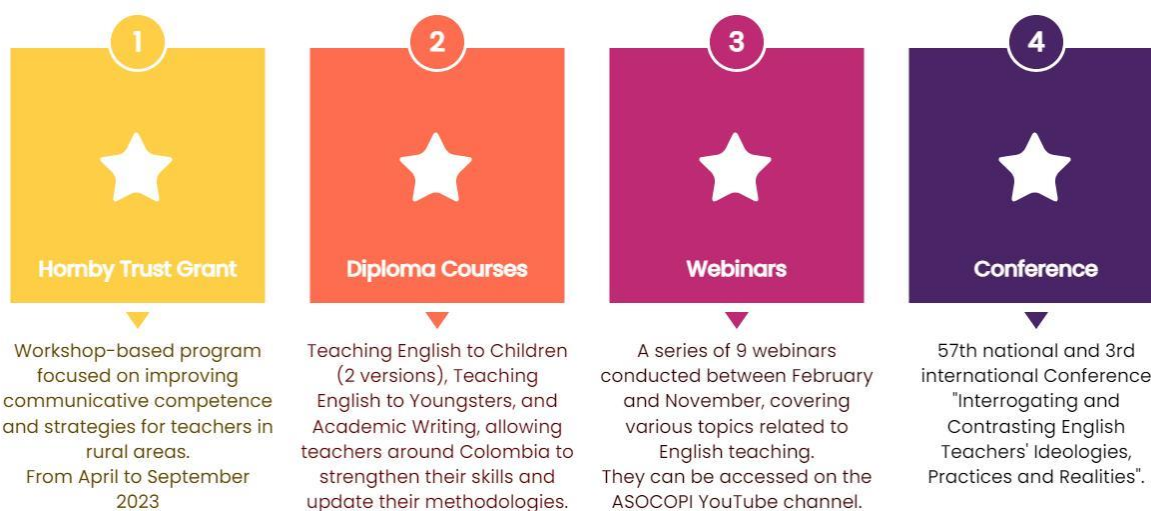 1
Hornby Trust Grant
Workshop-based program
focused on improving
communicative competence
and strategies for teachers in
rural areas.
From April to September
2023
2
Diploma Courses
Teaching English to Children
(2 versions), Teaching
English to Youngsters, and
Academic Writing, allowing
teachers around Colombia to
strengthen their skills and
update their methodologies.
3
Webinars
A series of 9 webinars
conducted between February
and November, covering
various topics related to
English teaching.
They can be accessed on the
ASOCOPI YouTube channel.
4
Conference
57th national and 3rd
international Conference
"Interrogating and
Contrasting English
Teachers' Ideologies,
Practices and Realities".